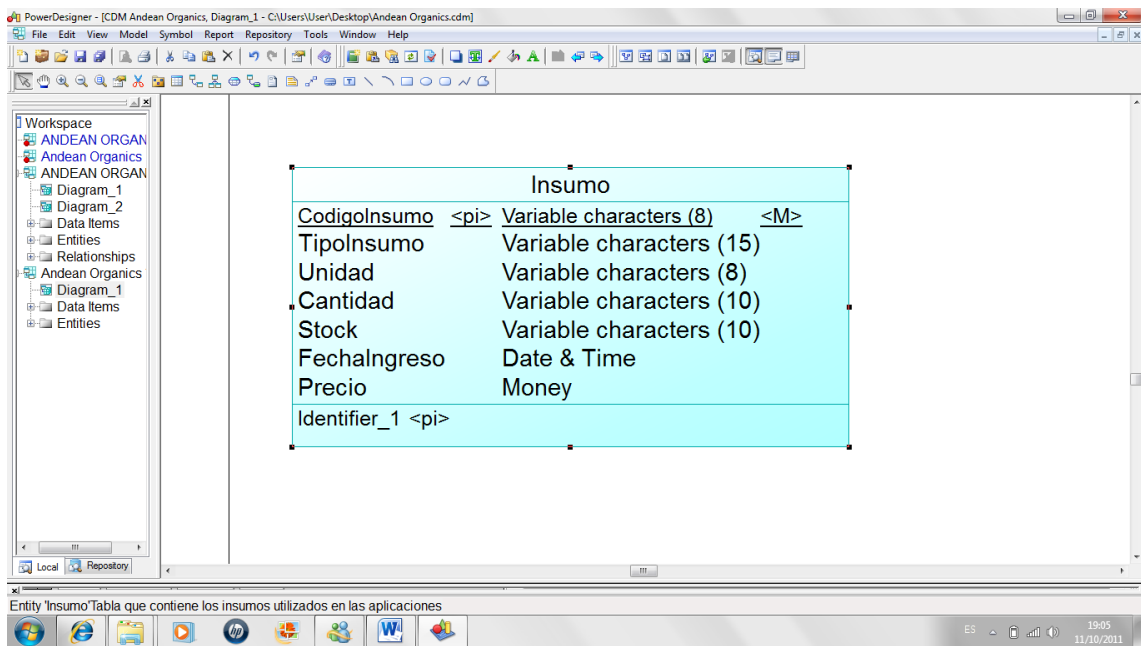 PowerDesigner - [CDM Andean Organics, Diagram_1 - C:\Users\User\Desktop\Andean Organics.cdm]
File Edit View Model Symbol Report Repository Tools Window Help
Workspace
ANDEAN ORGAN
Andean Organics
ANDEAN ORGAN
Diagram_1
Diagram_2
Data Items
Entities
Relationships
Andean Organics
Diagram_1
Data Items
Entities
Local Repository
Insumo
CodigoInsumo <pi> Variable characters (8) <M>
TipoInsumo Variable characters (15)
Unidad Variable characters (8)
Cantidad Variable characters (10)
Stock Variable characters (10)
FechaIngreso Date & Time
Precio Money
Identifier_1 <pi>
Entity 'Insumo'Tabla que contiene los insumos utilizados en las aplicaciones
ES 19:05
11/10/2011